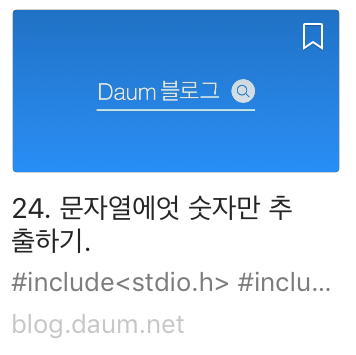 Daum 블로그
24. 문자열에엇 숫자만 추
출하기.
#include<stdio.h> #inclu...
blog.daum.net